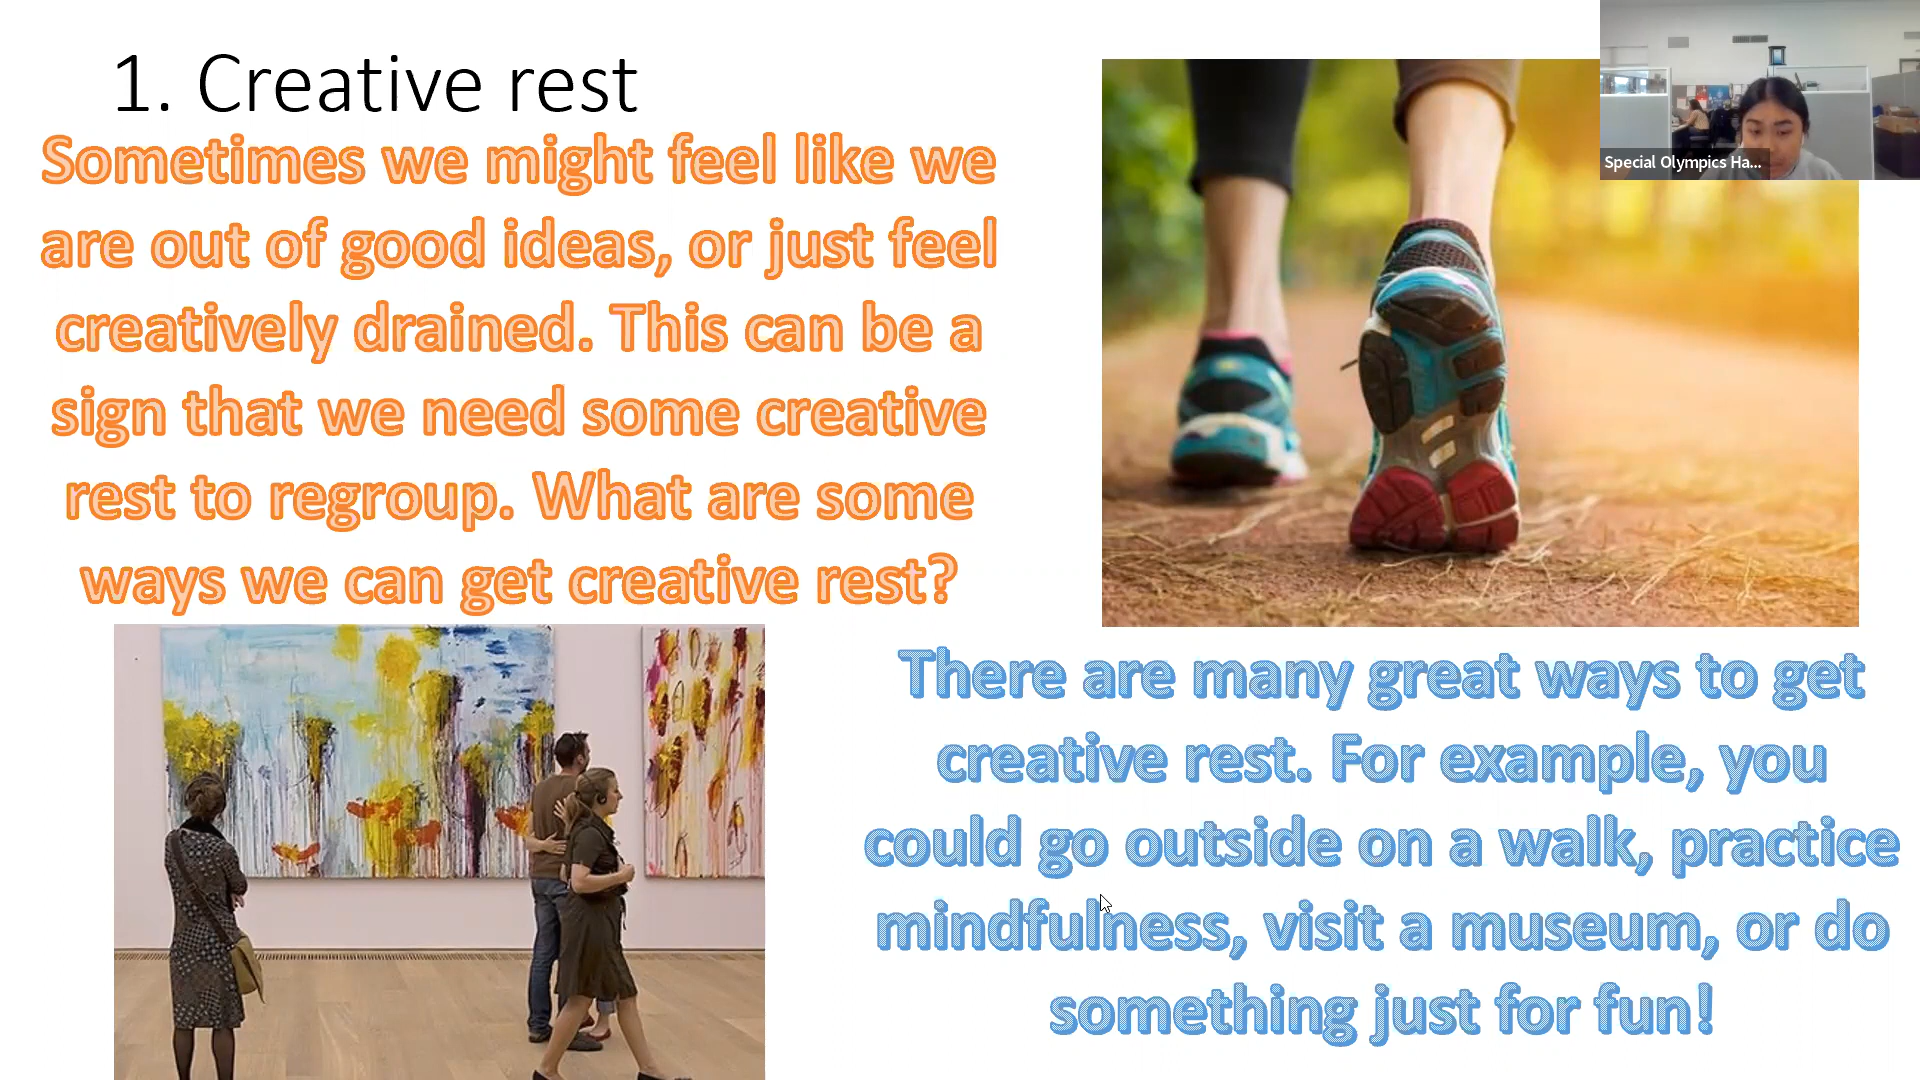 1. Creative rest
Sometimes we might feel like we
are out of good ideas, or just feel
creatively drained. This can be a
sign that we need some creative
rest to regroup. What are some
ways we can get creative rest?
Special Olympics Ha...
There are many great ways to get
creative rest. For example, you
could go outside on a walk, practice
mindfulness, visit a museum, or do
something just for fun!